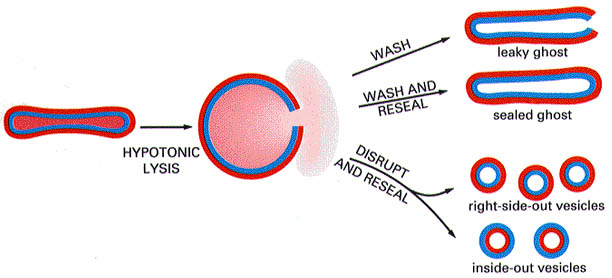 HYPOTONIC
LYSIS
WASH
leaky ghost
WASH AND
RESEAL
sealed ghost
DISRUPT
AND RESEAL
right-side-out vesicles
inside-out vesicles